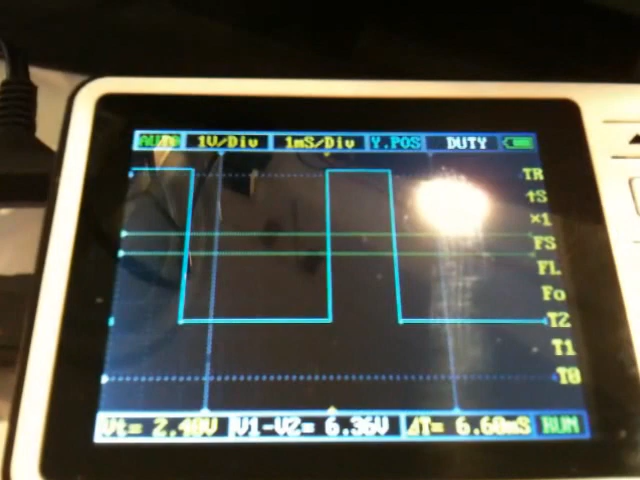 AUTO 1V/Div 1mS/Div Y.POS DUTY
TR
↑S
×1
FS
FL
Fo
T2
T1
T0
Vt= 2.40V V1-V2= 6.36V ΔT= 6.60mS RUN